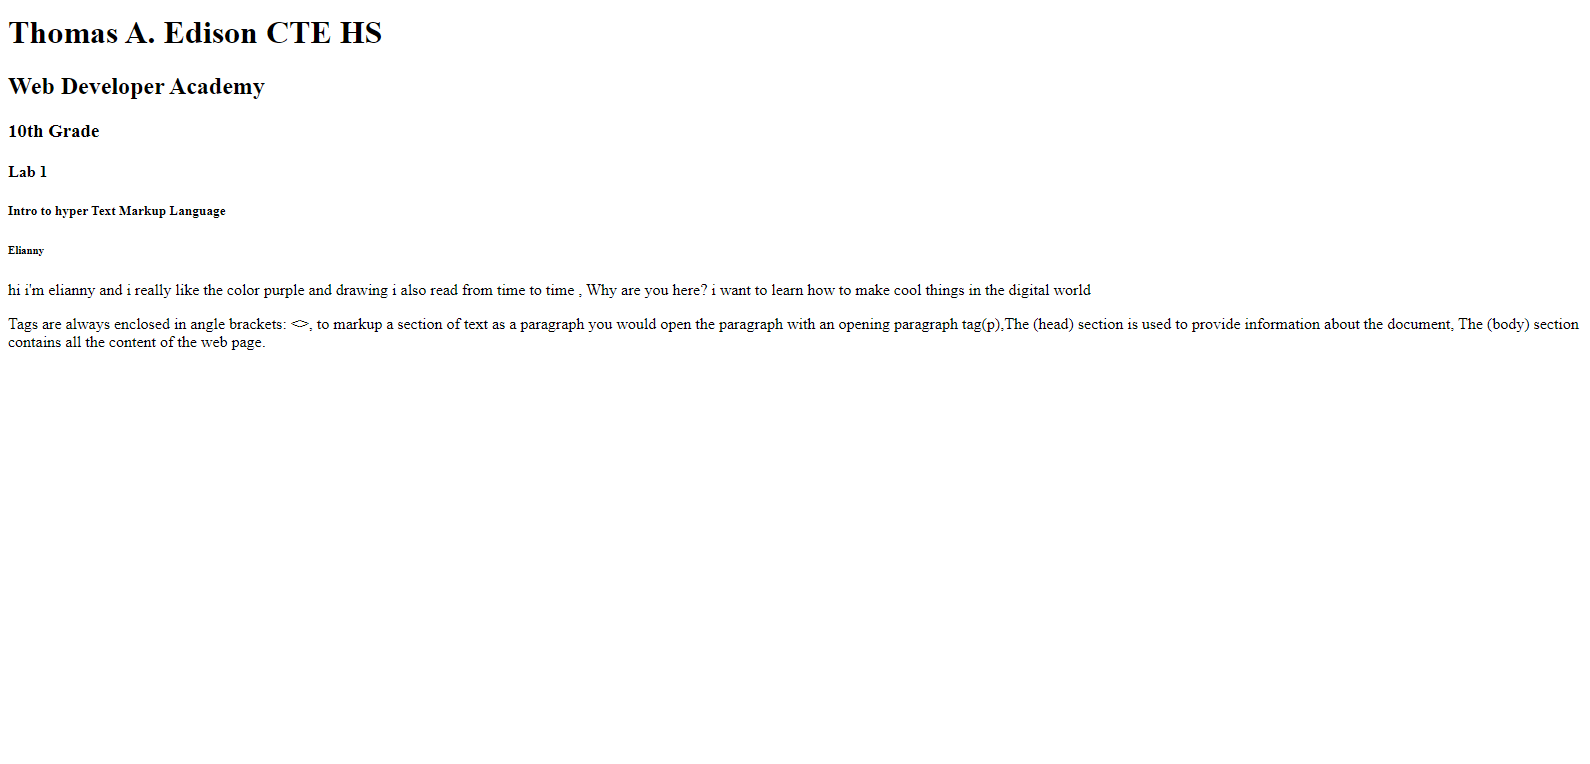 Thomas A. Edison CTE HS
Web Developer Academy
10th Grade
Lab 1
Intro to hyper Text Markup Language
Elianny
hi i'm elianny and i really like the color purple and drawing i also read from time to time , Why are you here? i want to learn how to make cool things in the digital world
Tags are always enclosed in angle brackets: <>, to markup a section of text as a paragraph you would open the paragraph with an opening paragraph tag(p),The (head) section is used to provide information about the document, The (body) section
contains all the content of the web page.